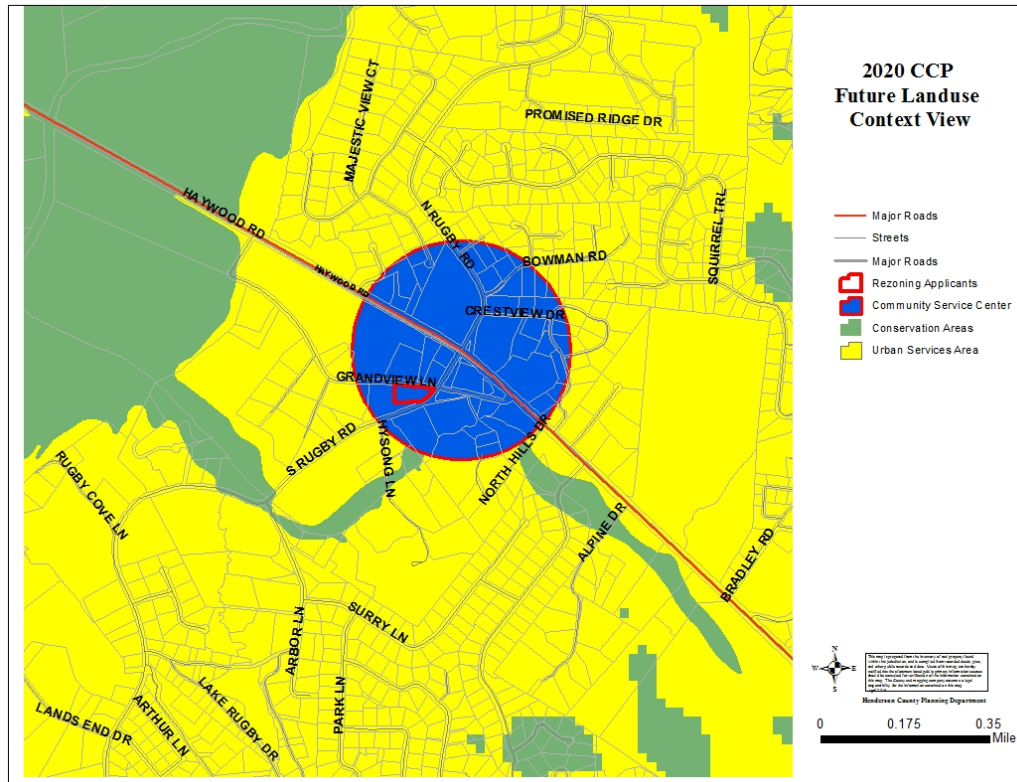 2020 CCP
Future Landuse
Context View
MAJESTIC VIEW CT
PROMISED RIDGE DR
HAYWOOD RD
N RUGBY RD
BOWMAN RD
SQUIRREL TRL
HAYWOOD RD
CRESTVIEW DR
GRANDVIEW LN
S RUGBY RD
HYSONG LN
NORTH HILLS DR
RUGBY COVE LN
ALPINE DR
BRADLEY RD
SURRY LN
ARBOR LN
PARK LN
LAKE RUGBY DR
ARTHUR LN
LANDS END DR
Major Roads
Streets
Major Roads
Rezoning Applicants
Community Service Center
Conservation Areas
Urban Services Area
N
W
E
S
Henderson County Planning Department
0 0.175 0.35
Mile